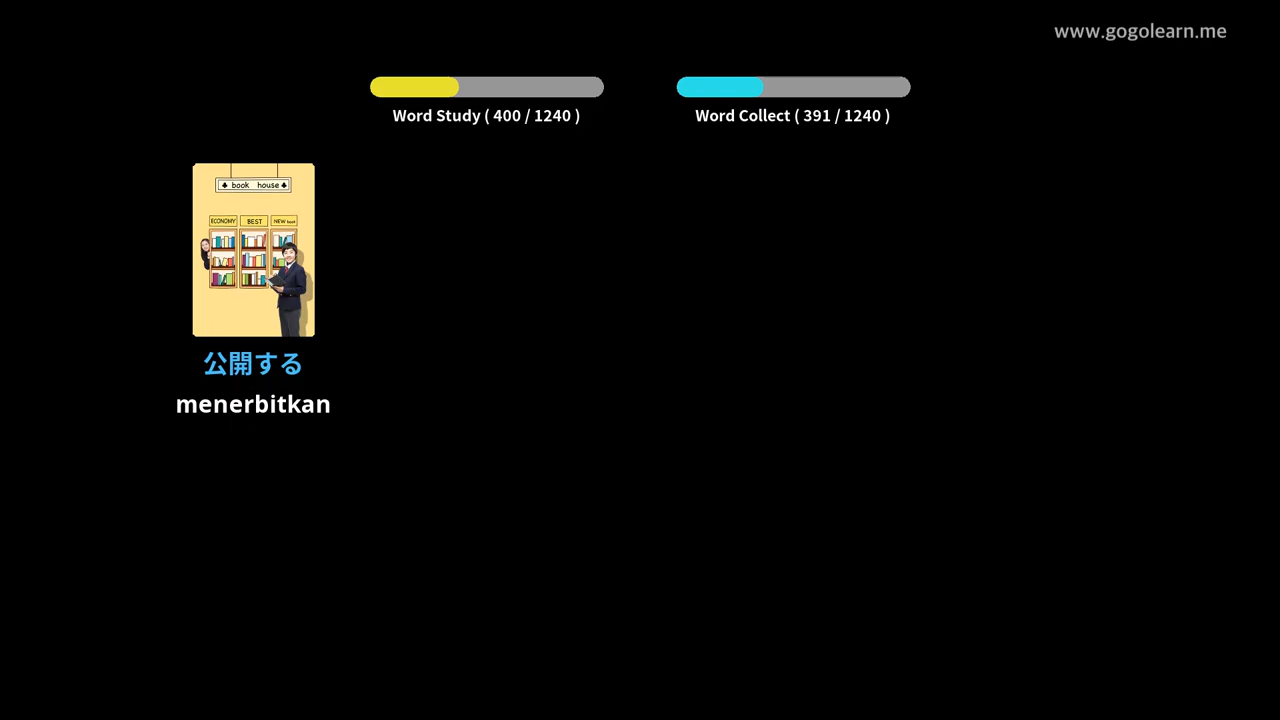 www.gogolearn.me
Word Study ( 400 / 1240 )
Word Collect ( 391 / 1240 )
book house
ECONOMY
BEST
NEW book
公開する
menerbitkan